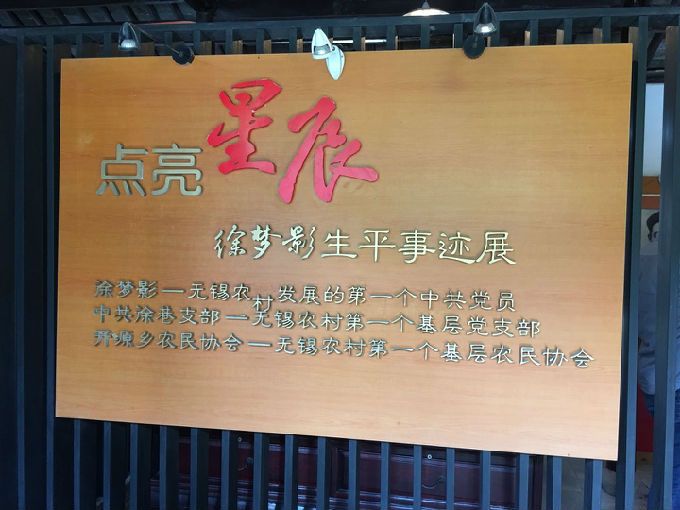 点亮星辰
徐梦影生平事迹展
徐梦影—无锡农村发展的第一个中共党员
中共徐巷支部—无锡农村第一个基层党支部
开源乡农民协会—无锡农村第一个基层农民协会